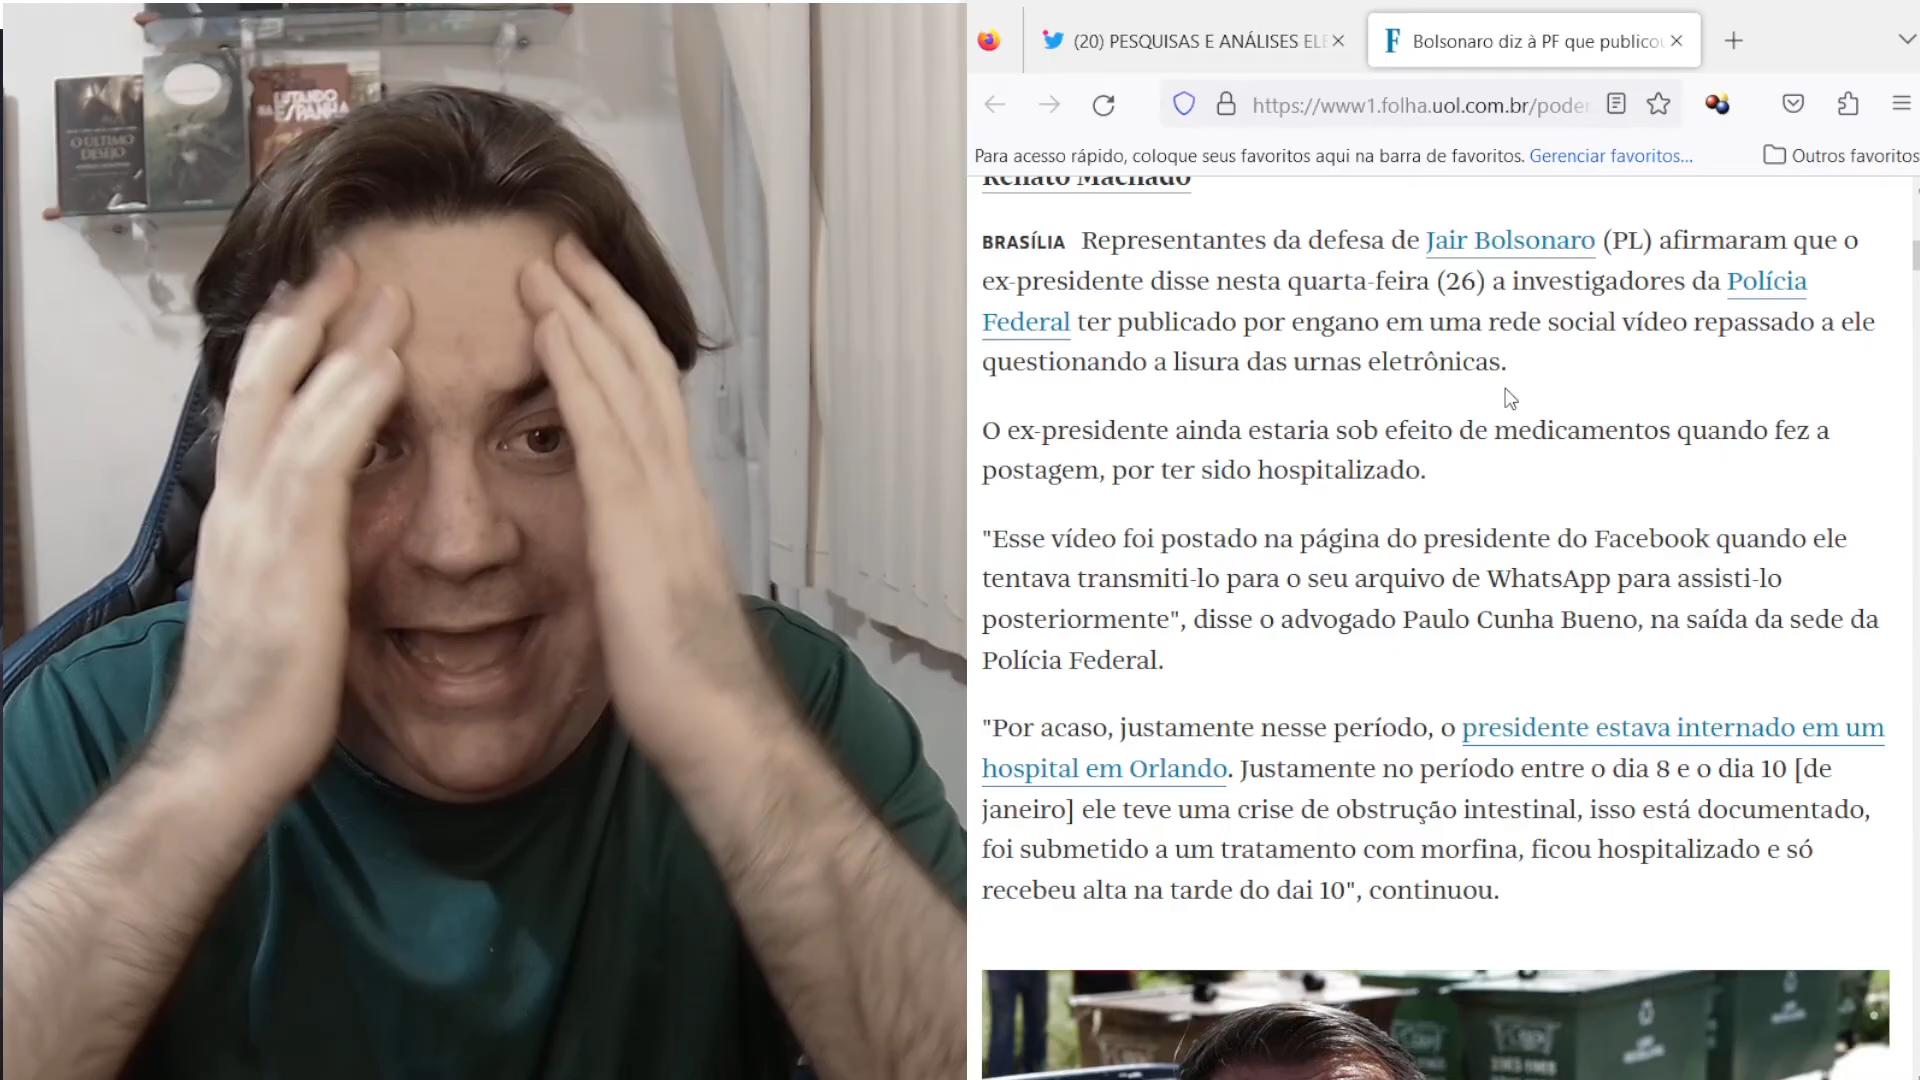 O ULTIMO
DESEJO
LUTANDO
NA ESPANHA
(20) PESQUISAS E ANÁLISES EL
Bolsonaro diz à PF que publico
https://www1.folha.uol.com.br/poder
Para acesso rápido, coloque seus favoritos aqui na barra de favoritos. Gerenciar favoritos...
Outros favoritos
Renato Machado
BRASÍLIA Representantes da defesa de Jair Bolsonaro (PL) afirmaram que o
ex-presidente disse nesta quarta-feira (26) a investigadores da Polícia
Federal ter publicado por engano em uma rede social vídeo repassado a ele
questionando a lisura das urnas eletrônicas.
O ex-presidente ainda estaria sob efeito de medicamentos quando fez a
postagem, por ter sido hospitalizado.
"Esse vídeo foi postado na página do presidente do Facebook quando ele
tentava transmiti-lo para o seu arquivo de WhatsApp para assisti-lo
posteriormente", disse o advogado Paulo Cunha Bueno, na saída da sede da
Polícia Federal.
"Por acaso, justamente nesse período, o presidente estava internado em um
hospital em Orlando. Justamente no período entre o dia 8 e o dia 10 [de
janeiro] ele teve uma crise de obstrução intestinal, isso está documentado,
foi submetido a um tratamento com morfina, ficou hospitalizado e só
recebeu alta na tarde do dai 10", continuou.